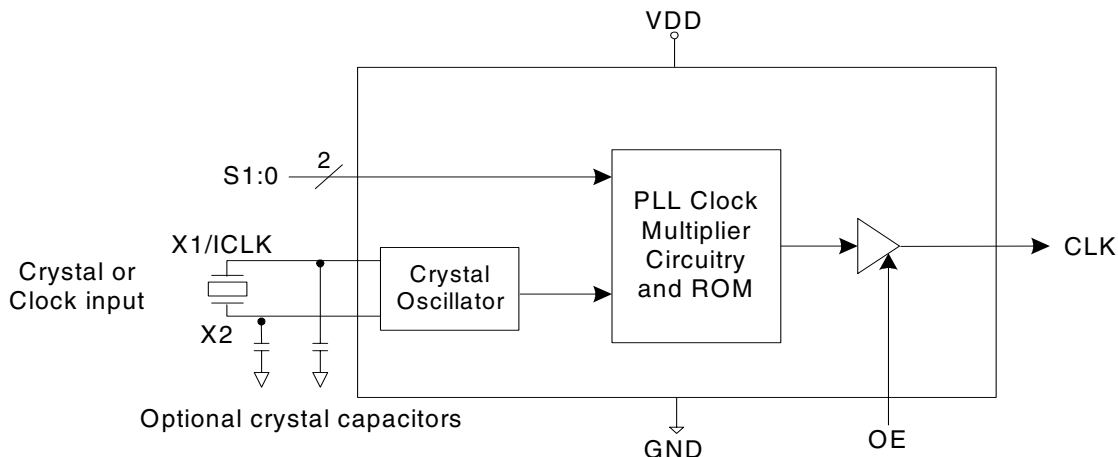 VDD
2
S1:0
PLL Clock
Multiplier
Circuitry
and ROM
X1/ICLK
Crystal or
Clock input
Crystal
Oscillator
CLK
X2
Optional crystal capacitors
GND
OE